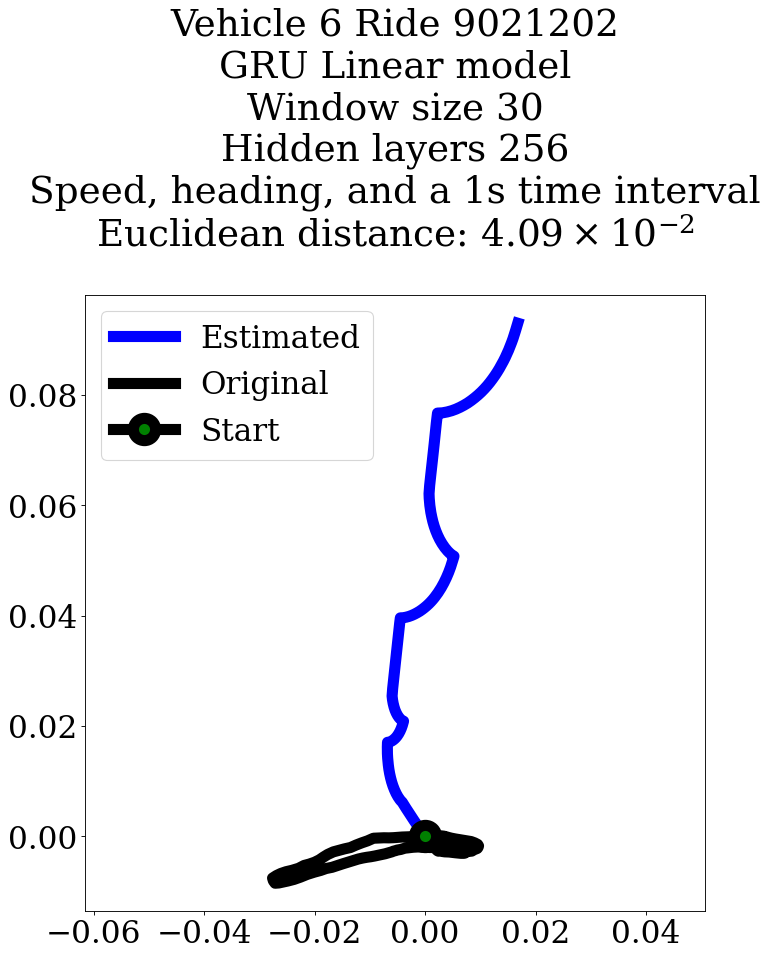 Vehicle 6 Ride 9021202
GRU Linear model
Window size 30
Hidden layers 256
Speed, heading, and a 1s time interval
Euclidean distance: 4.09 × 10⁻²
Estimated
Original
Start
0.08
0.06
0.04
0.02
0.00
−0.06 −0.04 −0.02 0.00 0.02 0.04